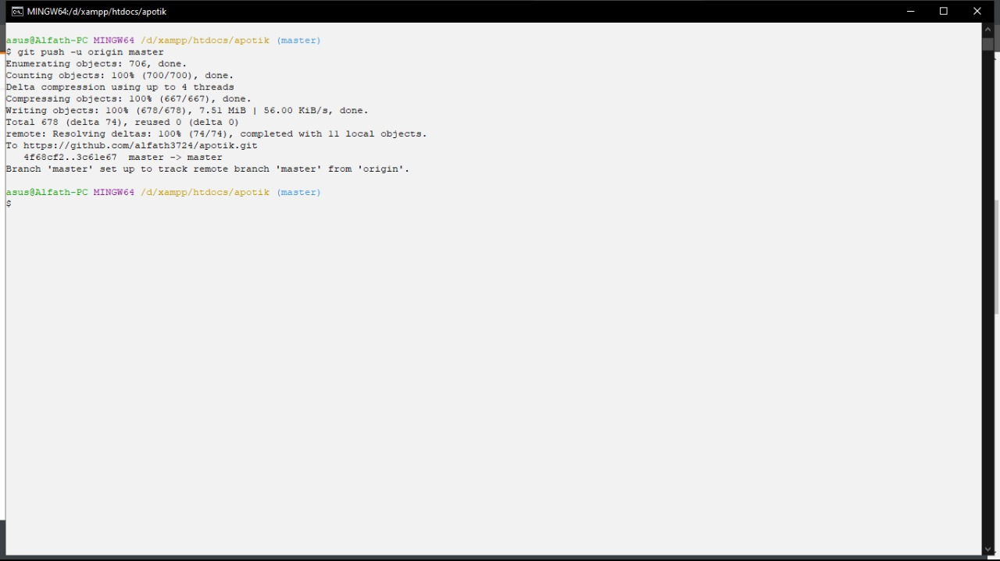 MINGW64:/d/xampp/htdocs/apotik
asus@Alfath-PC MINGW64 /d/xampp/htdocs/apotik (master)
$ git push -u origin master
Enumerating objects: 706, done.
Counting objects: 100% (700/700), done.
Delta compression using up to 4 threads
Compressing objects: 100% (667/667), done.
Writing objects: 100% (678/678), 7.51 MiB | 56.00 KiB/s, done.
Total 678 (delta 74), reused 0 (delta 0)
remote: Resolving deltas: 100% (74/74), completed with 11 local objects.
To https://github.com/alfath3724/apotik.git
   4f68cf2..3c61e67  master -> master
Branch 'master' set up to track remote branch 'master' from 'origin'.
asus@Alfath-PC MINGW64 /d/xampp/htdocs/apotik (master)
$